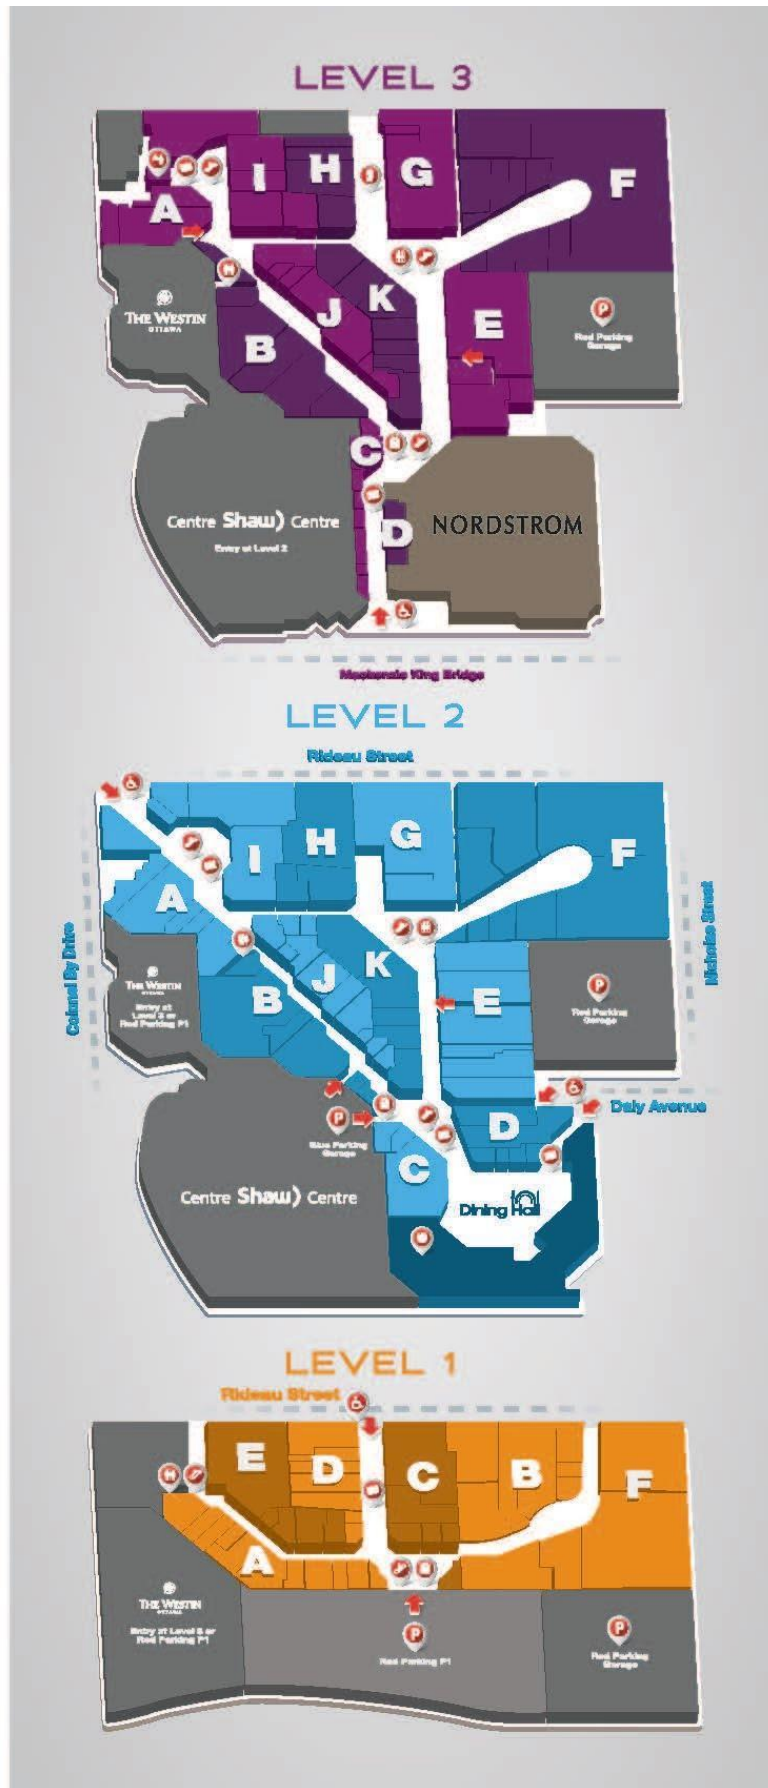 LEVEL 3
I
H
G
F
A
THE WESTIN
OTTAWA
J
K
E
P
Red Parking
Garage
B
C
Centre Shaw) Centre
Entry at Level 2
D
NORDSTROM
Mackenzie King Bridge
LEVEL 2
Rideau Street
I
H
G
F
A
Colonel By Drive
Nicholas Street
THE WESTIN
OTTAWA
Entry at
Level 3 or
Red Parking P1
B
J
K
E
P
Red Parking
Garage
P
Blue Parking
Garage
D
Daly Avenue
C
Centre Shaw) Centre
Dining Hall
LEVEL 1
Rideau Street
E
D
C
B
F
A
THE WESTIN
OTTAWA
Entry at Level 3 or
Red Parking P1
P
Red Parking P1
P
Red Parking
Garage